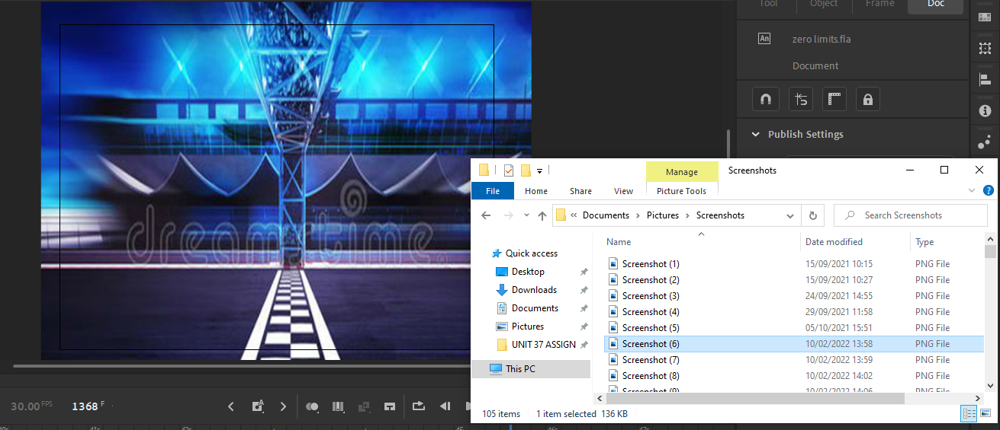 Tool Object Frame Doc
An zero limits.fla
Document
Publish Settings
dreamstime
30.00 FPS 1368 F
Manage Screenshots
File Home Share View Picture Tools
« Documents > Pictures > Screenshots
Search Screenshots
Quick access
Desktop
Downloads
Documents
Pictures
UNIT 37 ASSIGN
This PC
Name Date modified Type
Screenshot (1) 15/09/2021 10:15 PNG File
Screenshot (2) 15/09/2021 10:27 PNG File
Screenshot (3) 24/09/2021 14:55 PNG File
Screenshot (4) 29/09/2021 11:58 PNG File
Screenshot (5) 05/10/2021 15:51 PNG File
Screenshot (6) 10/02/2022 13:58 PNG File
Screenshot (7) 10/02/2022 13:59 PNG File
Screenshot (8) 10/02/2022 14:02 PNG File
Screenshot (9) 10/02/2022 14:06 PNG File
105 items 1 item selected 136 KB